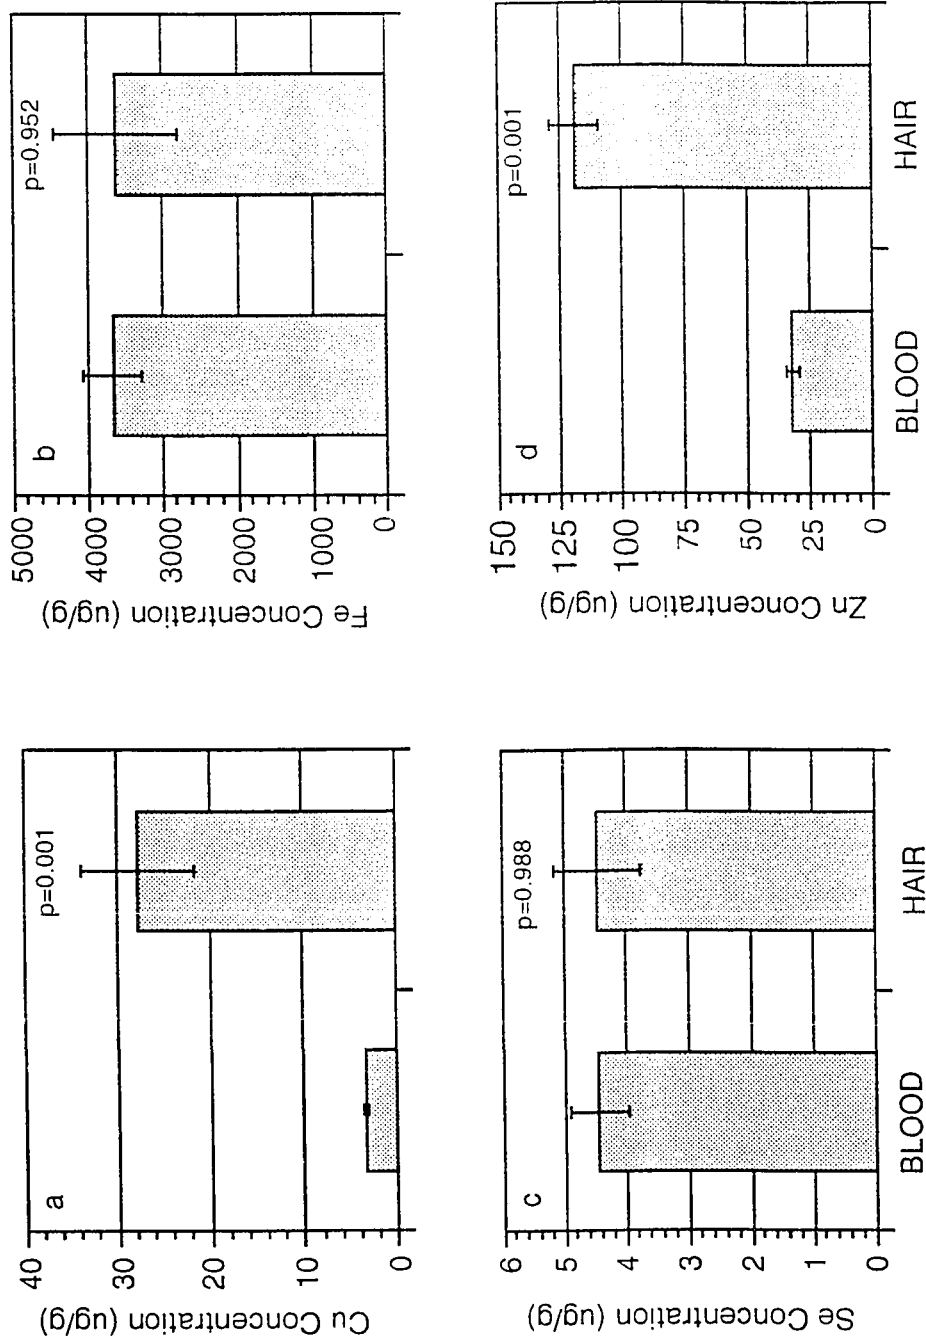 a
p=0.001
40
30
20
10
0
Cu Concentration (ug/g)
b
p=0.952
5000
4000
3000
2000
1000
0
Fe Concentration (ug/g)
c
p=0.988
6
5
4
3
2
1
0
Se Concentration (ug/g)
BLOOD HAIR
d
p=0.001
150
125
100
75
50
25
0
Zn Concentration (ug/g)
BLOOD HAIR